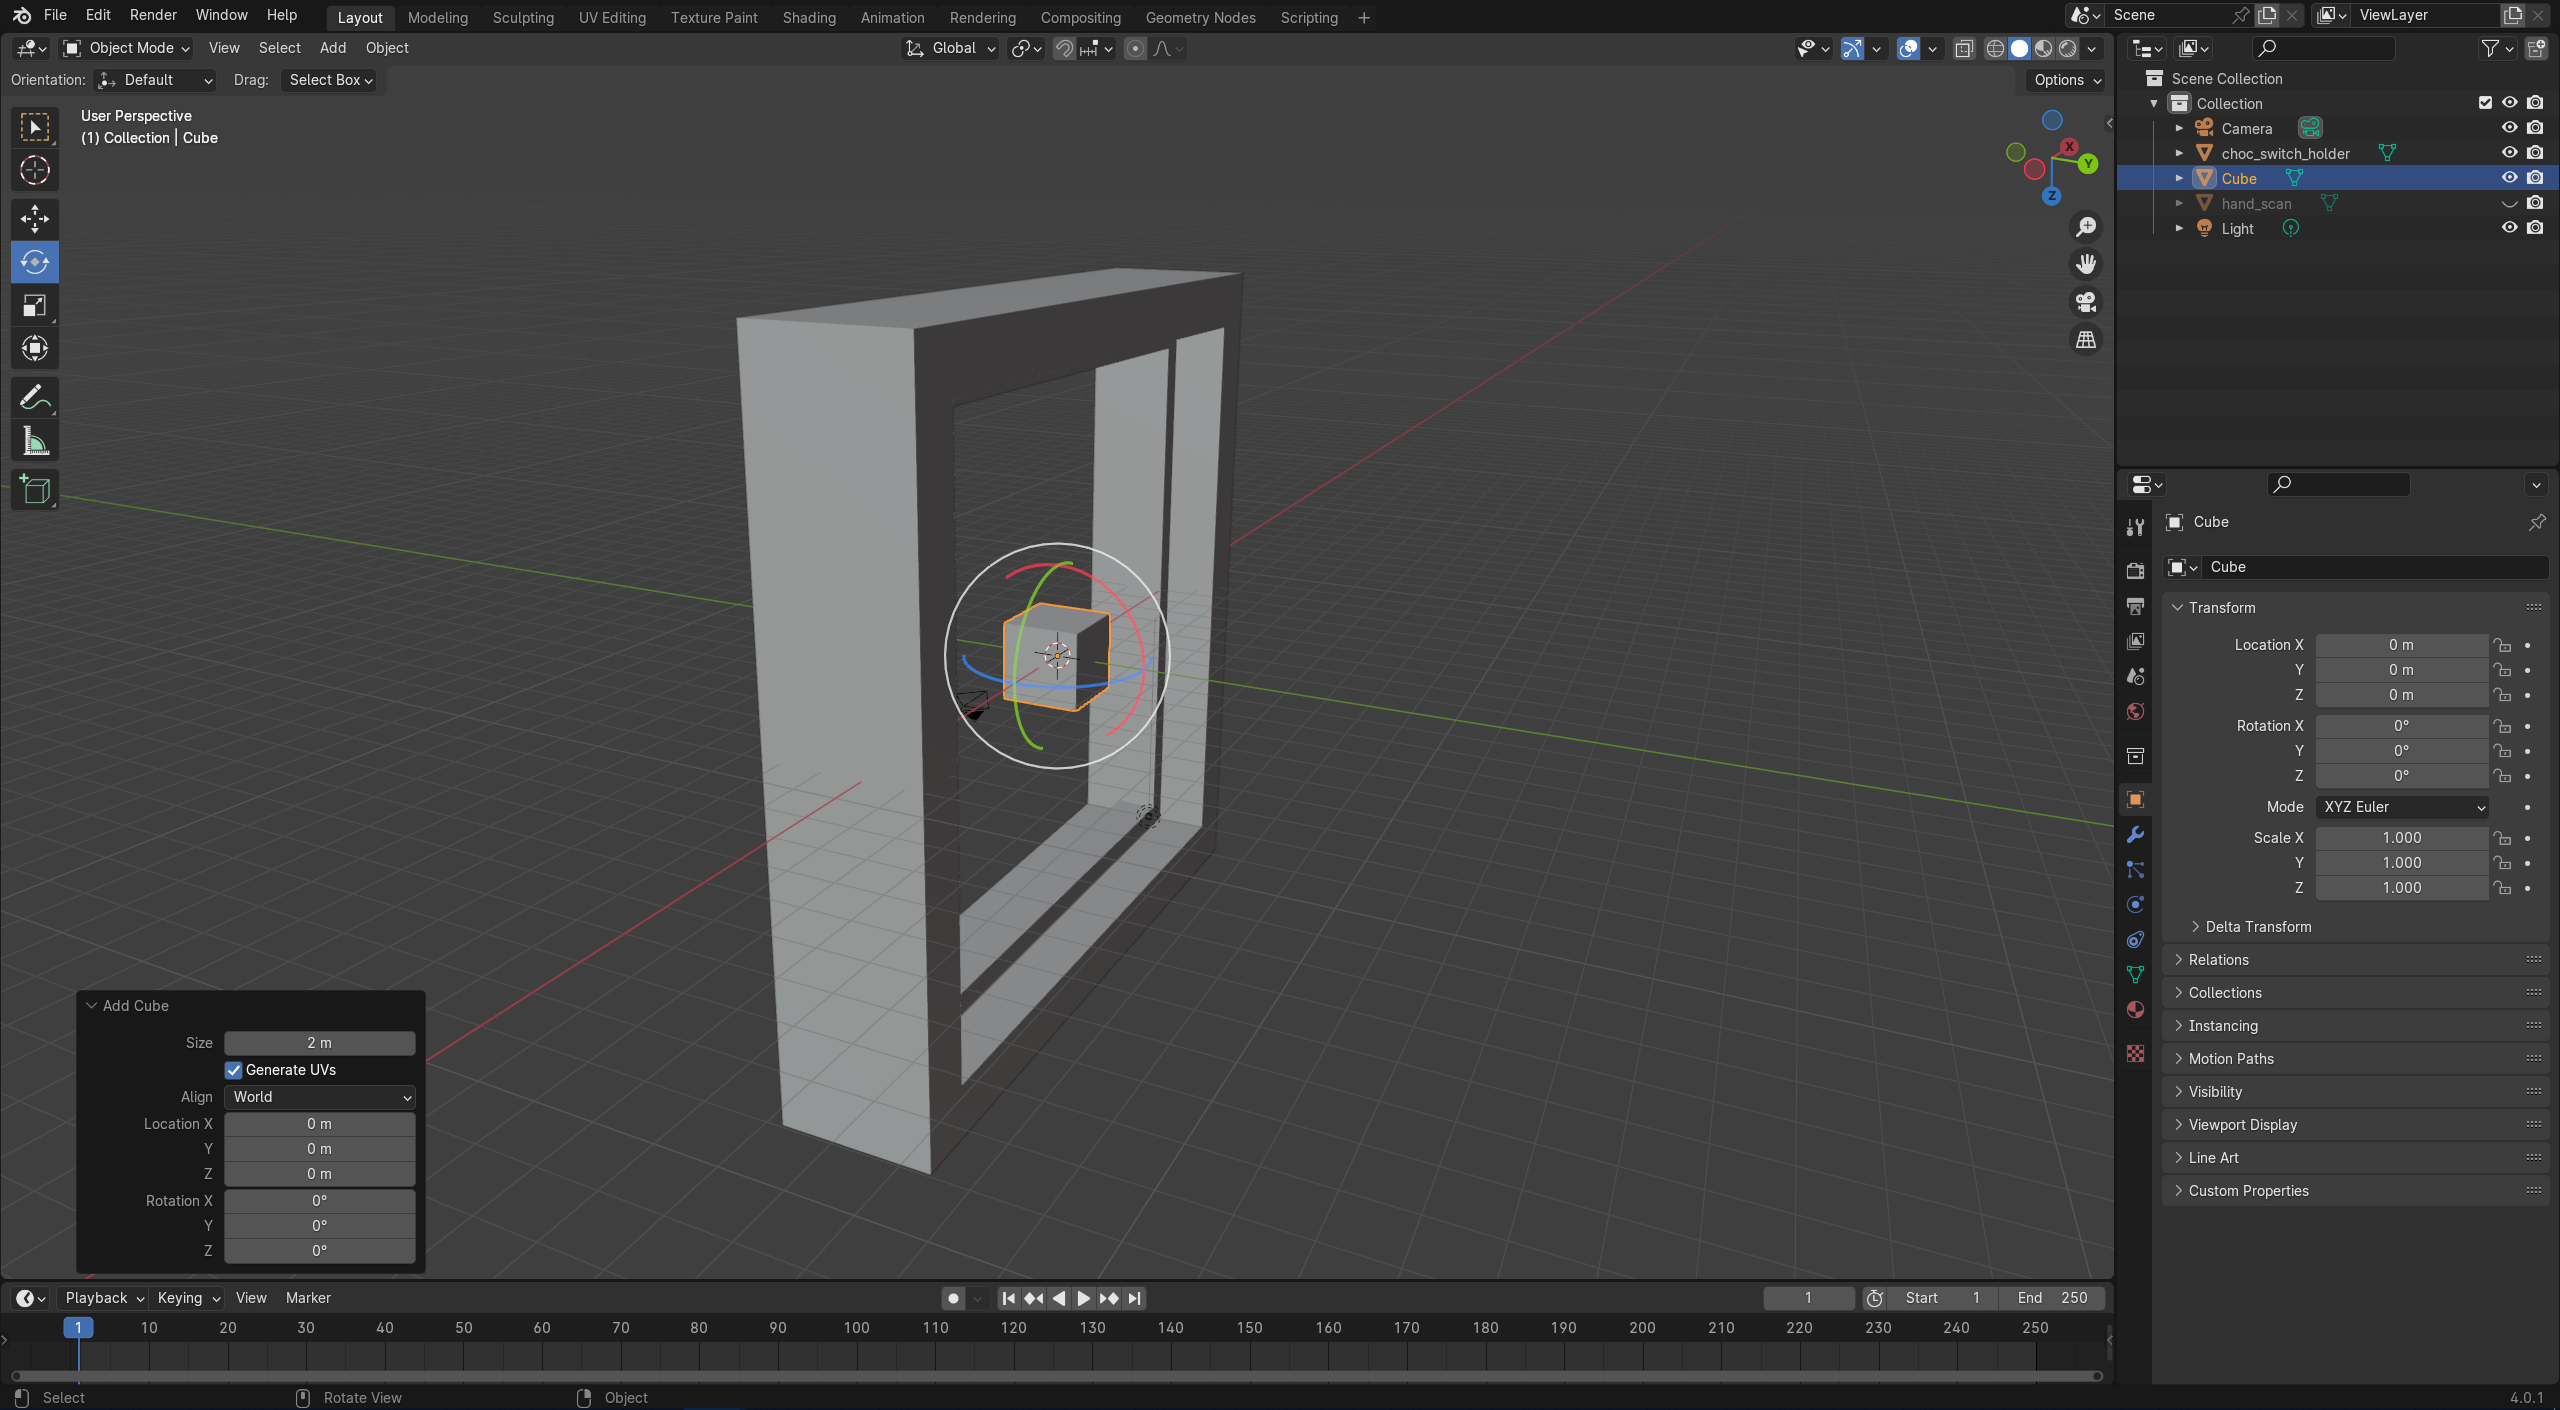 File Edit Render Window Help Layout Modeling Sculpting UV Editing Texture Paint Shading Animation Rendering Compositing Geometry Nodes Scripting + Scene ViewLayer
Object Mode View Select Add Object Global
Orientation: Default Drag: Select Box Options
User Perspective
(1) Collection | Cube
X
Y
Z
Scene Collection
Collection
Camera
choc_switch_holder
Cube
hand_scan
Light
Cube
Cube
Transform
Location X 0 m
Y 0 m
Z 0 m
Rotation X 0°
Y 0°
Z 0°
Mode XYZ Euler
Scale X 1.000
Y 1.000
Z 1.000
Delta Transform
Relations
Collections
Instancing
Motion Paths
Visibility
Viewport Display
Line Art
Custom Properties
Add Cube
Size 2 m
Generate UVs
Align World
Location X 0 m
Y 0 m
Z 0 m
Rotation X 0°
Y 0°
Z 0°
Playback Keying View Marker 1 Start 1 End 250
1 10 20 30 40 50 60 70 80 90 100 110 120 130 140 150 160 170 180 190 200 210 220 230 240 250
Select Rotate View Object 4.0.1